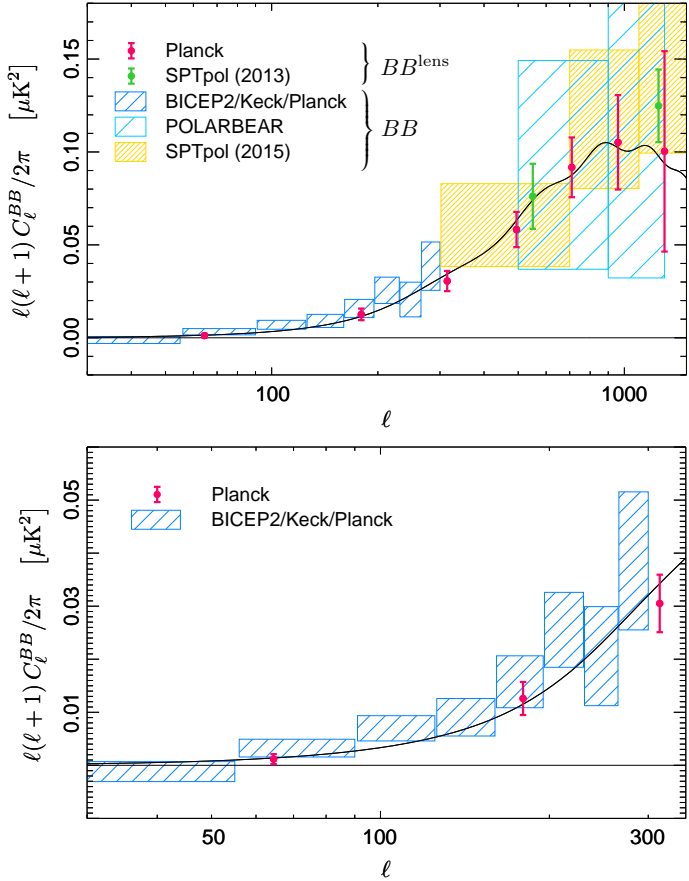 ℓ(ℓ + 1) C_ℓ^{BB}/2π [μK²]
0.15
0.10
0.05
0.00
Planck
SPTpol (2013)
BB^{lens}
BICEP2/Keck/Planck
POLARBEAR
SPTpol (2015)
BB
100 1000
ℓ
ℓ(ℓ + 1) C_ℓ^{BB}/2π [μK²]
0.05
0.03
0.01
Planck
BICEP2/Keck/Planck
50 100 300
ℓ